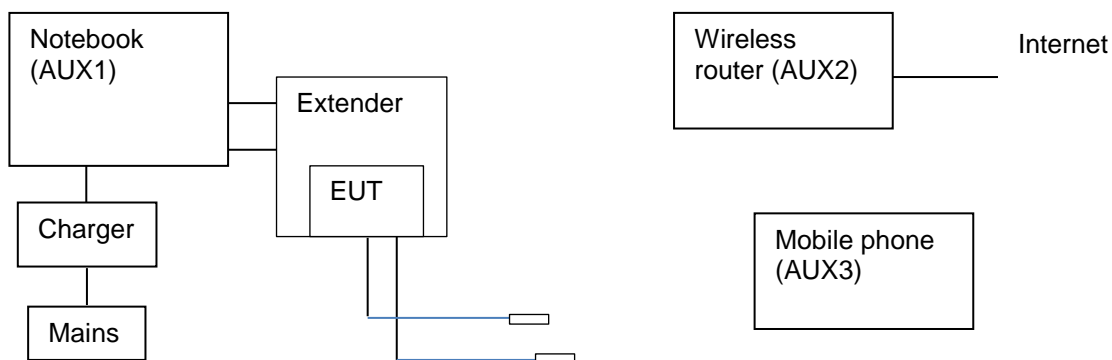 Notebook
(AUX1)
Extender
EUT
Charger
Mains
Wireless
router (AUX2)
Internet
Mobile phone
(AUX3)